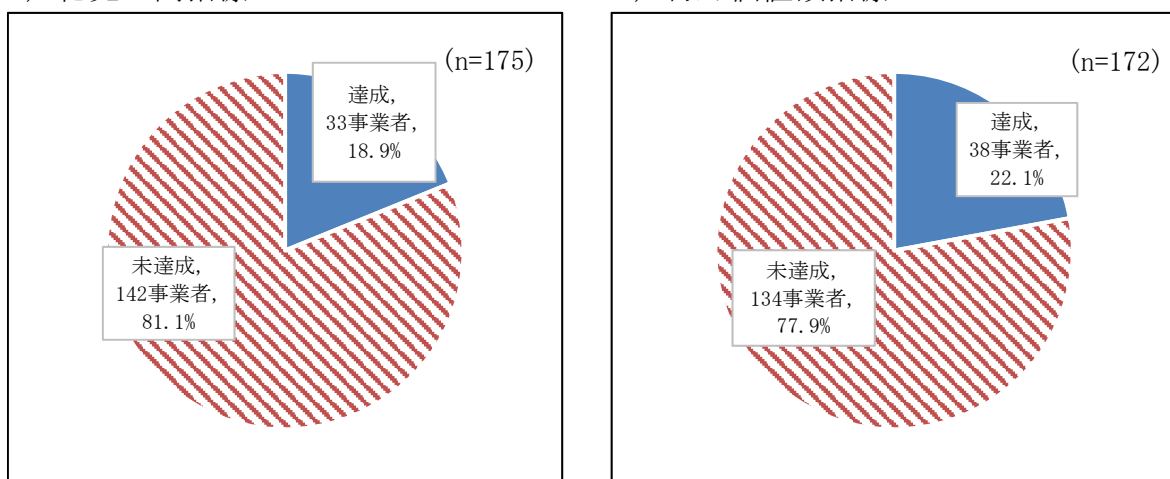 (n=175)
達成,
33事業者,
18.9%
未達成,
142事業者,
81.1%
(n=172)
達成,
38事業者,
22.1%
未達成,
134事業者,
77.9%